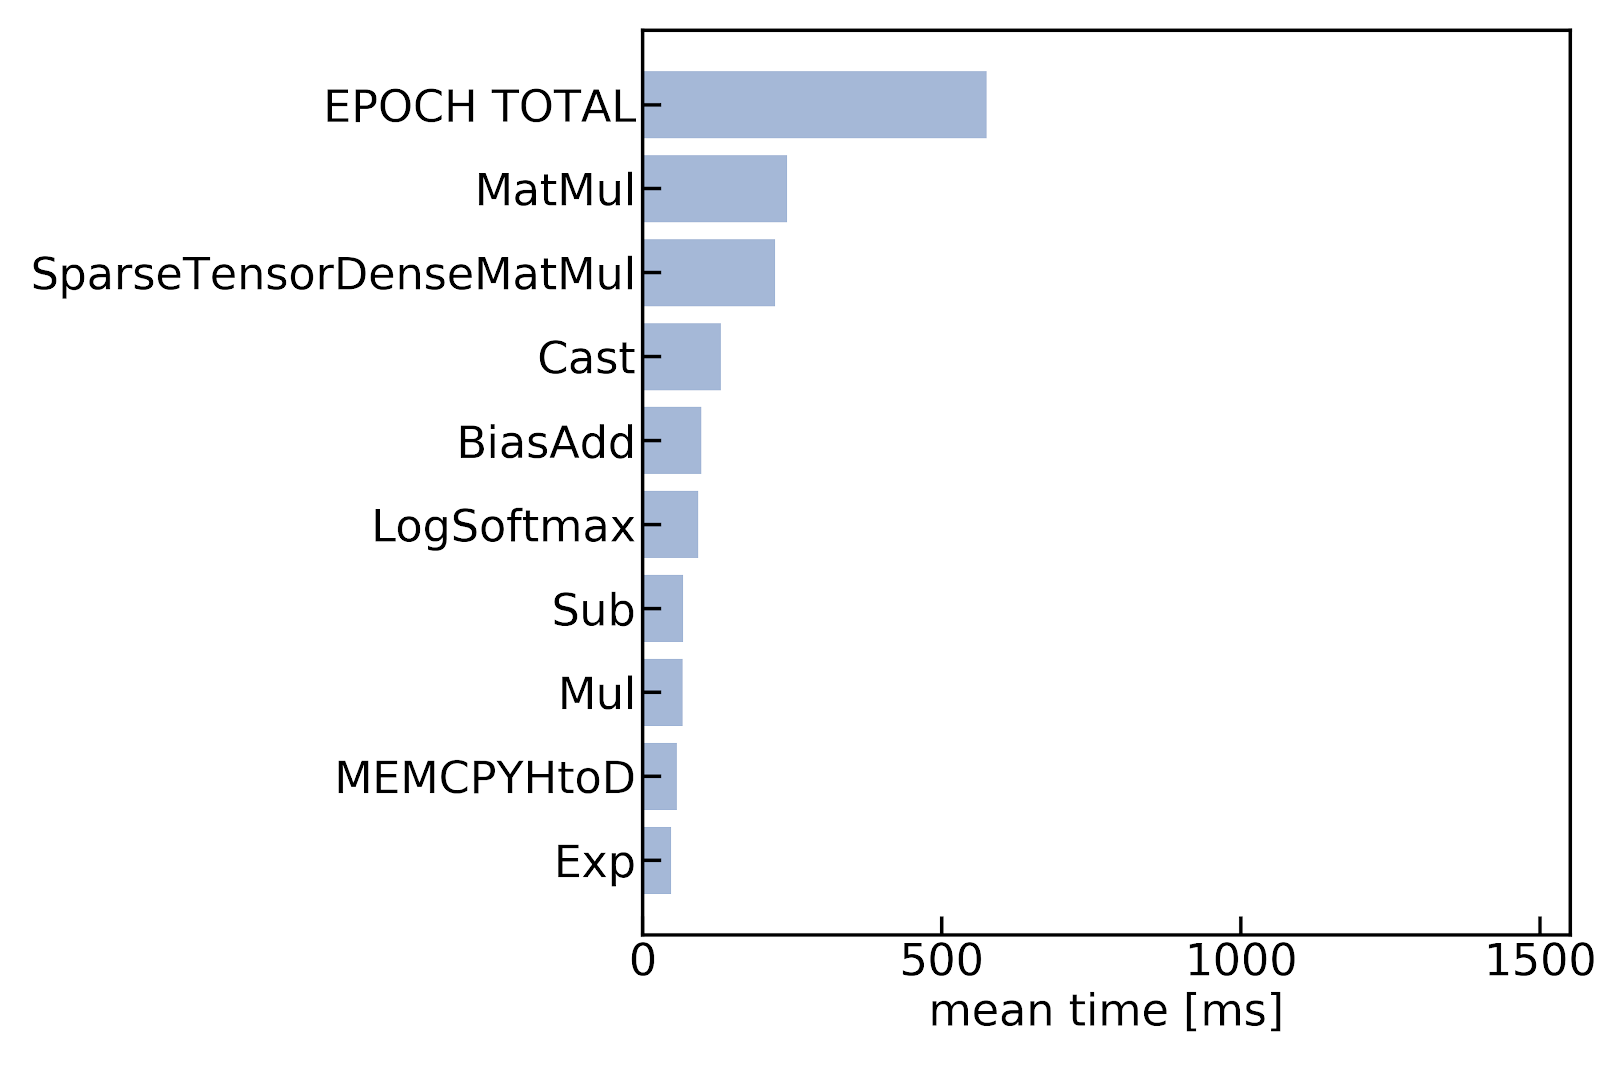 EPOCH TOTAL
MatMul
SparseTensorDenseMatMul
Cast
BiasAdd
LogSoftmax
Sub
Mul
MEMCPYHtoD
Exp
0 500 1000 1500
mean time [ms]